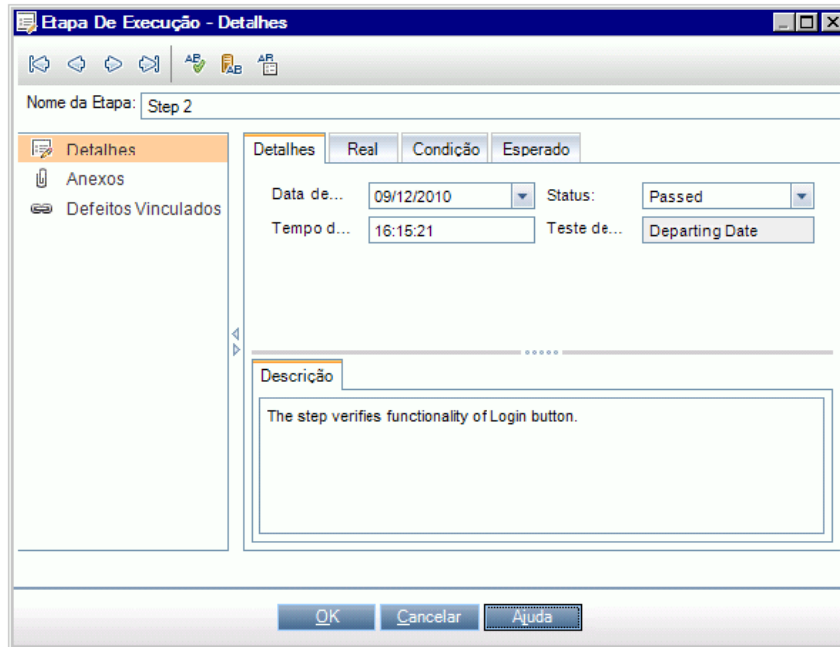 Etapa De Execução - Detalhes
Nome da Etapa: Step 2
Detalhes
Anexos
Defeitos Vinculados
Detalhes Real Condição Esperado
Data de... 09/12/2010 Status: Passed
Tempo d... 16:15:21 Teste de... Departing Date
Descrição
The step verifies functionality of Login button.
OK Cancelar Ajuda